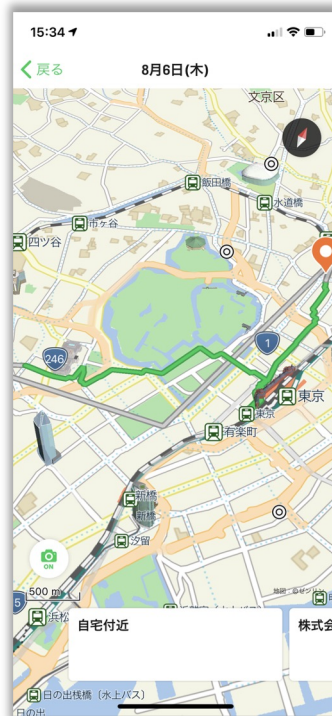 15:34
戻る
8月6日(木)
文京区
飯田橋
水道橋
市ケ谷
四ツ谷
246
1
東京
東京
有楽町
新橋
新橋
汐留
ON
500 m
5
浜松
自宅付近
株式会
日の出桟橋（水上バス）
日の出